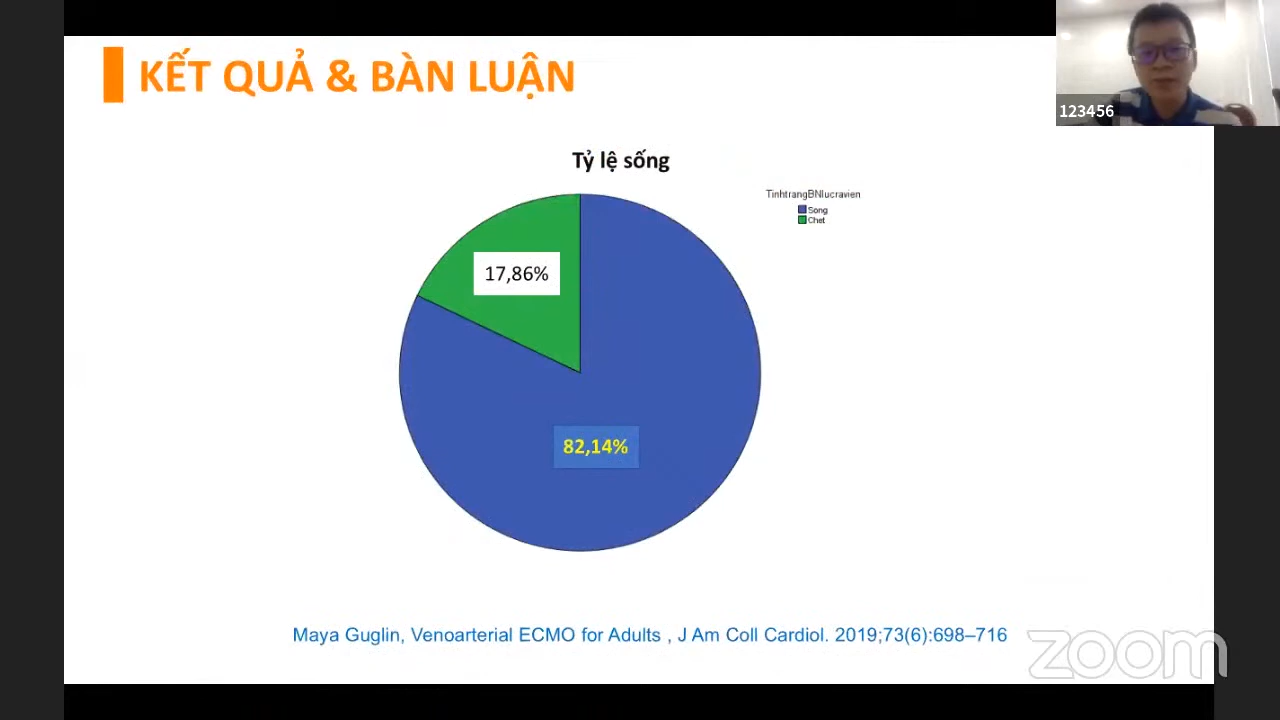 KẾT QUẢ & BÀN LUẬN
123456
Tỷ lệ sống
TinhtrangBNlucravien
Song
Chet
17,86%
82,14%
Maya Guglin, Venoarterial ECMO for Adults , J Am Coll Cardiol. 2019;73(6):698–716
zoom